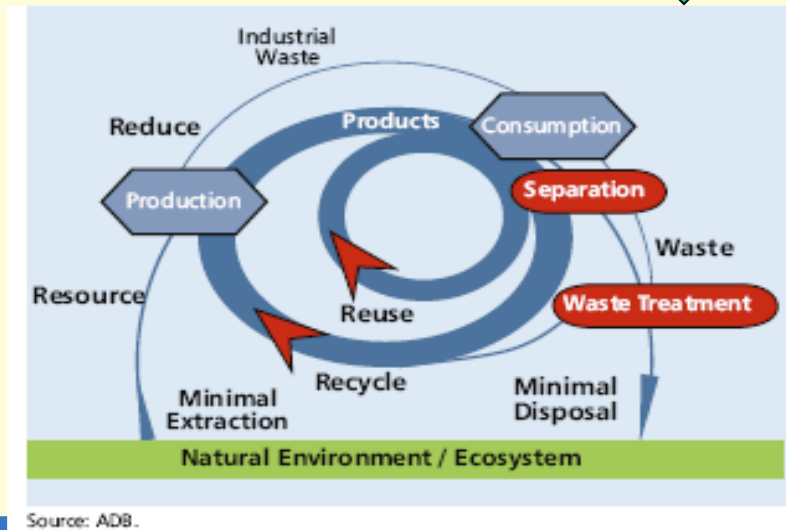 Industrial
Waste
Reduce
Products
Consumption
Production
Separation
Waste
Resource
Waste Treatment
Reuse
Recycle
Minimal
Extraction
Minimal
Disposal
Natural Environment / Ecosystem
Source: ADB.